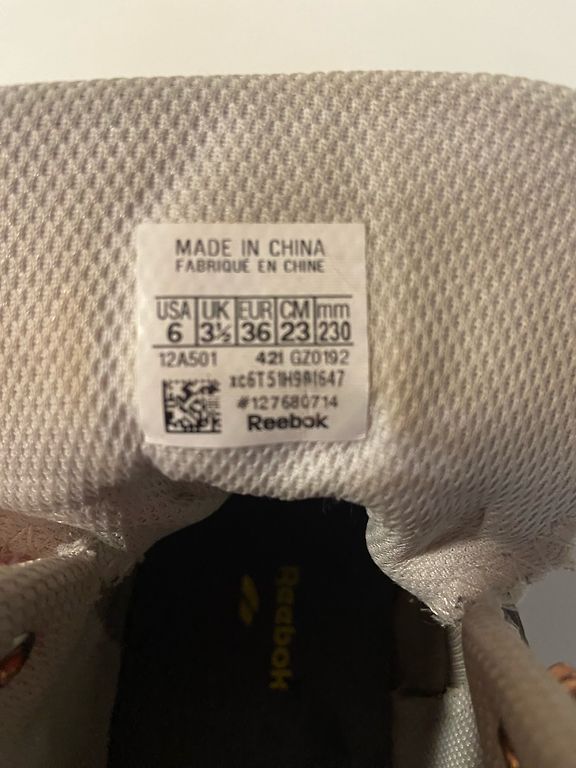 MADE IN CHINA
FABRIQUÉ EN CHINE
USA UK EUR CM mm
6 3½ 36 23 230
12A501 421 GZ0192
#127680714
Reebok
Reebok